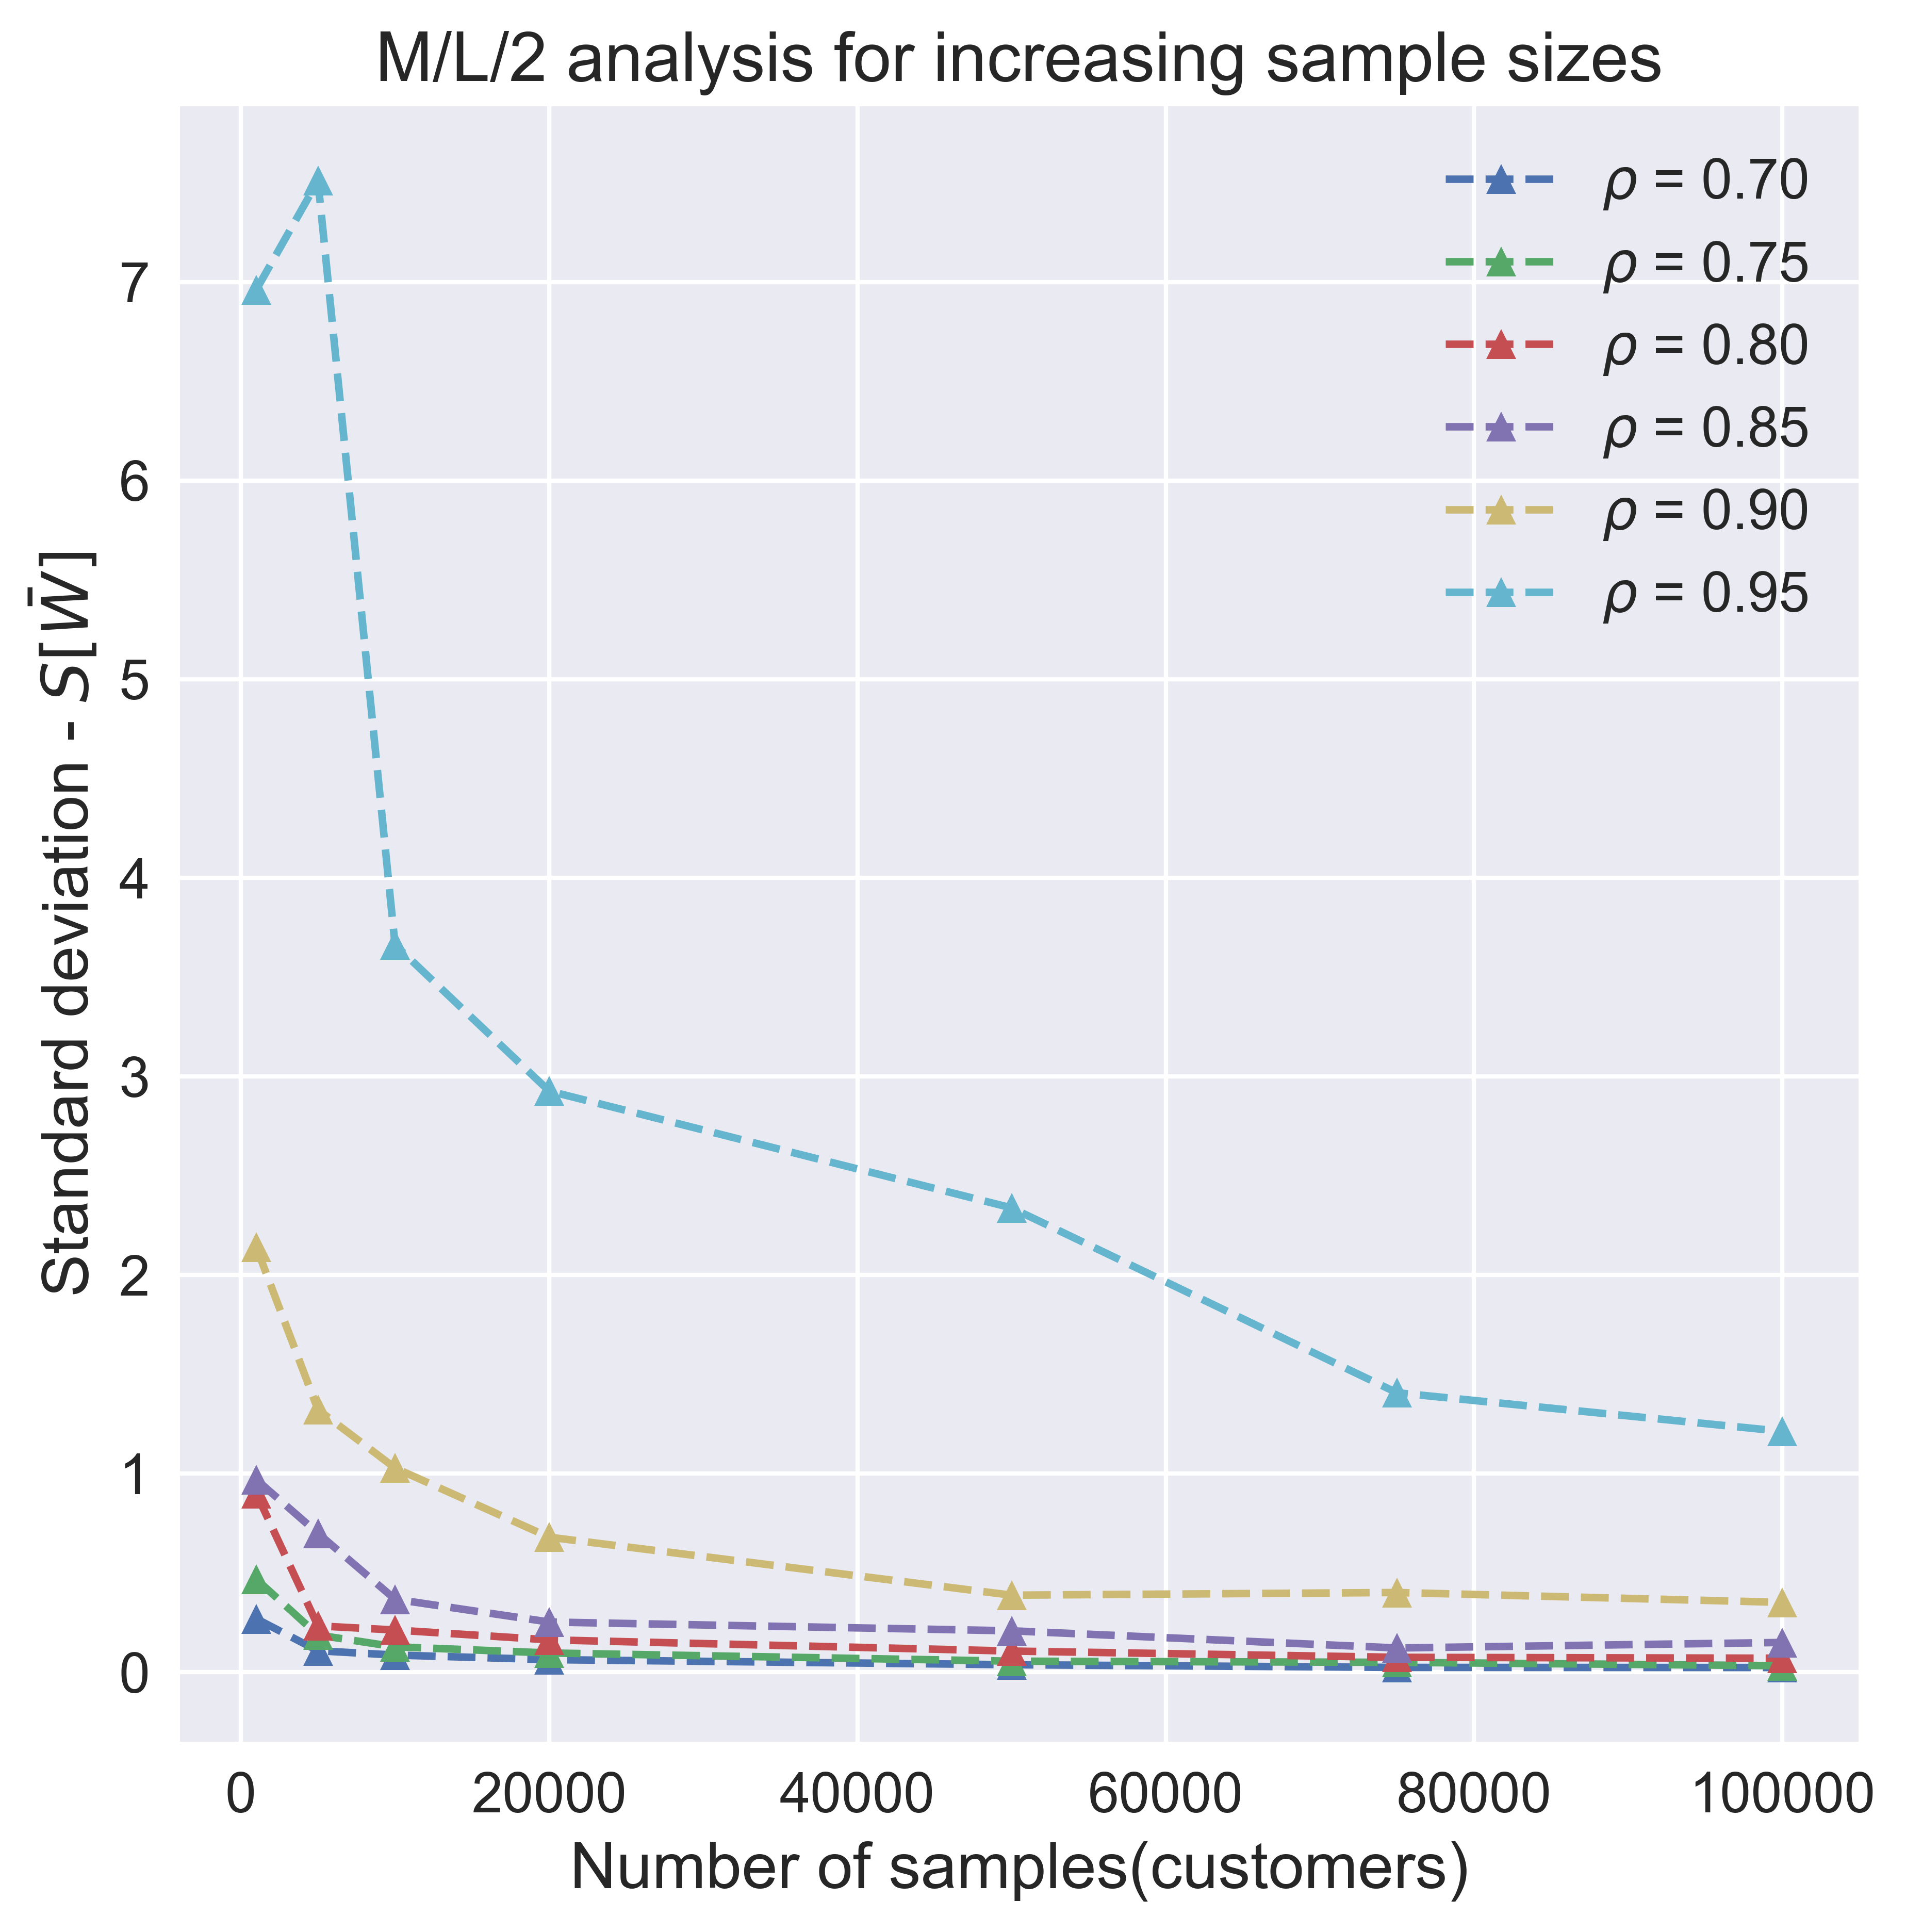 M/L/2 analysis for increasing sample sizes
ρ = 0.70
ρ = 0.75
ρ = 0.80
ρ = 0.85
ρ = 0.90
ρ = 0.95
Standard deviation - S[W̄]
7
6
5
4
3
2
1
0
0 20000 40000 60000 80000 100000
Number of samples(customers)